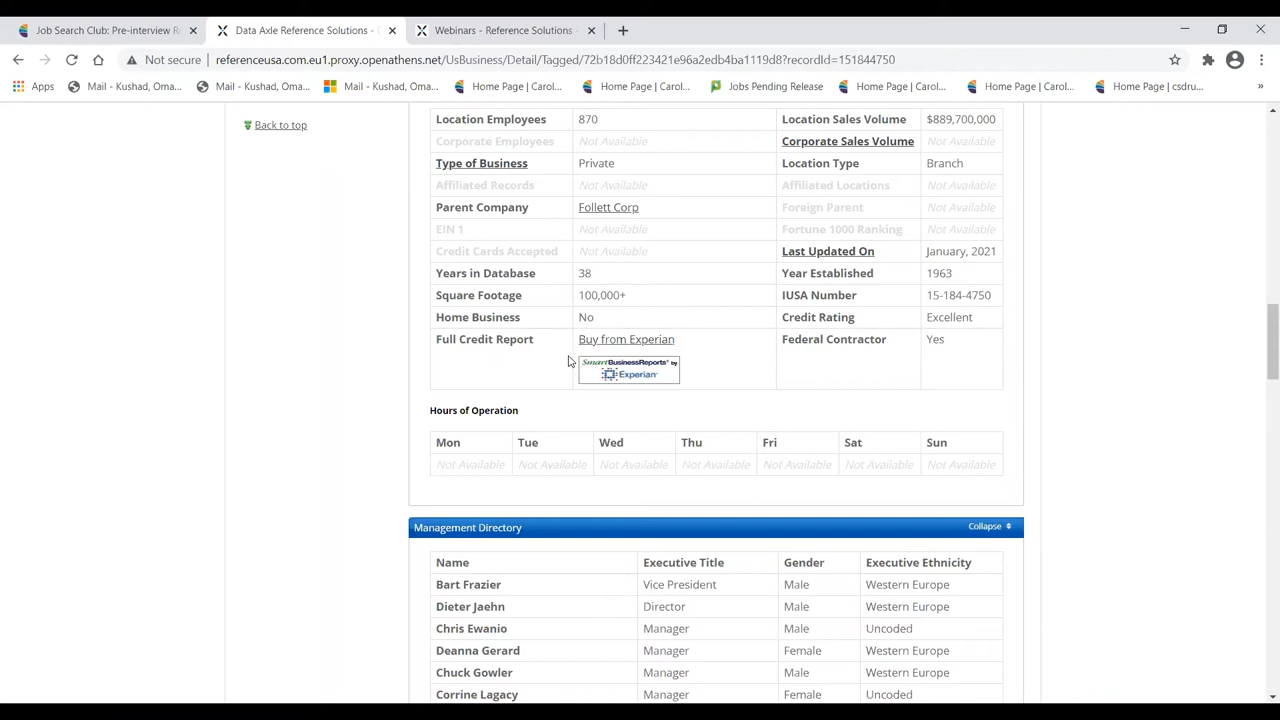 Job Search Club: Pre-interview R
Data Axle Reference Solutions - D
Webinars - Reference Solutions -
Not secure referenceusa.com.eu1.proxy.openathens.net/UsBusiness/Detail/Tagged/72b18d0ff223421e96a2edb4ba1119d8?recordId=151844750
Apps Mail - Kushad, Oma... Mail - Kushad, Oma... Mail - Kushad, Oma... Home Page | Carol... Home Page | Carol... Jobs Pending Release Home Page | Carol... Home Page | Carol... Home Page | csdru...
Back to top
Location Employees 870 Location Sales Volume $889,700,000
Corporate Employees Not Available Corporate Sales Volume Not Available
Type of Business Private Location Type Branch
Affiliated Records Not Available Affiliated Locations Not Available
Parent Company Follett Corp Foreign Parent Not Available
EIN 1 Not Available Fortune 1000 Ranking Not Available
Credit Cards Accepted Not Available Last Updated On January, 2021
Years in Database 38 Year Established 1963
Square Footage 100,000+ IUSA Number 15-184-4750
Home Business No Credit Rating Excellent
Full Credit Report Buy from Experian Federal Contractor Yes
SmartBusinessReports® by
Experian™
Hours of Operation
Mon Tue Wed Thu Fri Sat Sun
Not Available Not Available Not Available Not Available Not Available Not Available Not Available
Management Directory Collapse
Name Executive Title Gender Executive Ethnicity
Bart Frazier Vice President Male Western Europe
Dieter Jaehn Director Male Western Europe
Chris Ewanio Manager Male Uncoded
Deanna Gerard Manager Female Western Europe
Chuck Gowler Manager Male Western Europe
Corrine Lagacy Manager Female Uncoded